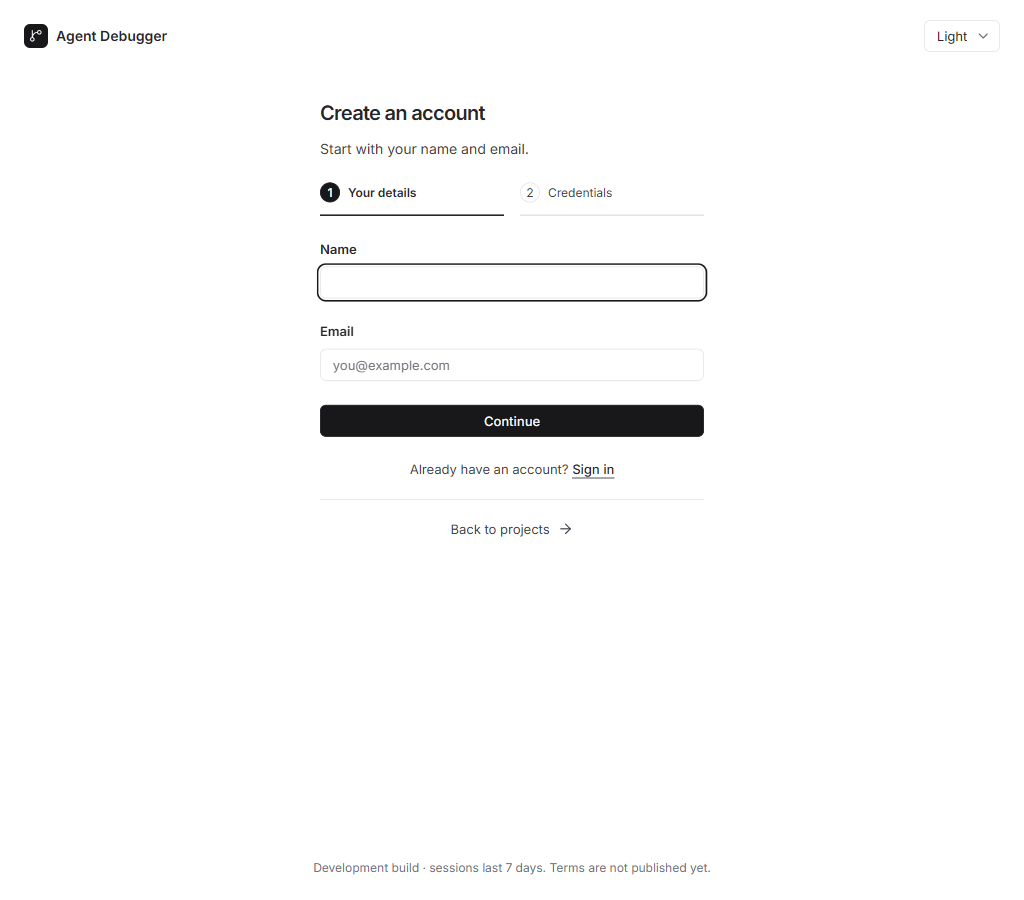 Agent Debugger
Light
Create an account
Start with your name and email.
1 Your details
2 Credentials
Name
Email
you@example.com
Continue
Already have an account? Sign in
Back to projects
Development build · sessions last 7 days. Terms are not published yet.